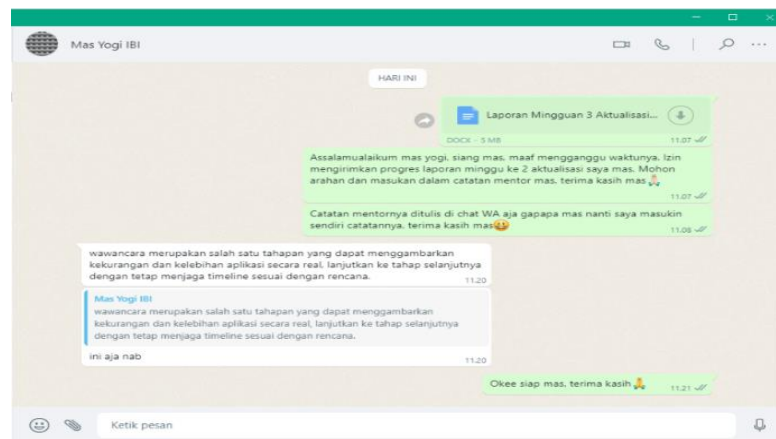 Mas Yogi IBI
HARI INI
Laporan Mingguan 3 Aktualisasi...
DOCX • 5 MB
11.07
Assalamualaikum mas yogi, siang mas, maaf mengganggu waktunya. Izin
mengirimkan progres laporan minggu ke 2 aktualisasi saya mas. Mohon
arahan dan masukan dalam catatan mentor mas, terima kasih mas🙏
11.07
Catatan mentornya ditulis di chat WA aja gapapa mas nanti saya masukin
sendiri catatannya, terima kasih mas😃
11.08
wawancara merupakan salah satu tahapan yang dapat menggambarkan
kekurangan dan kelebihan aplikasi secara real, lanjutkan ke tahap selanjutnya
dengan tetap menjaga timeline sesuai dengan rencana.
11.20
Mas Yogi IBI
wawancara merupakan salah satu tahapan yang dapat menggambarkan
kekurangan dan kelebihan aplikasi secara real, lanjutkan ke tahap selanjutnya
dengan tetap menjaga timeline sesuai dengan rencana.
ini aja nab
11.20
Okee siap mas, terima kasih🙏
11.21
Ketik pesan